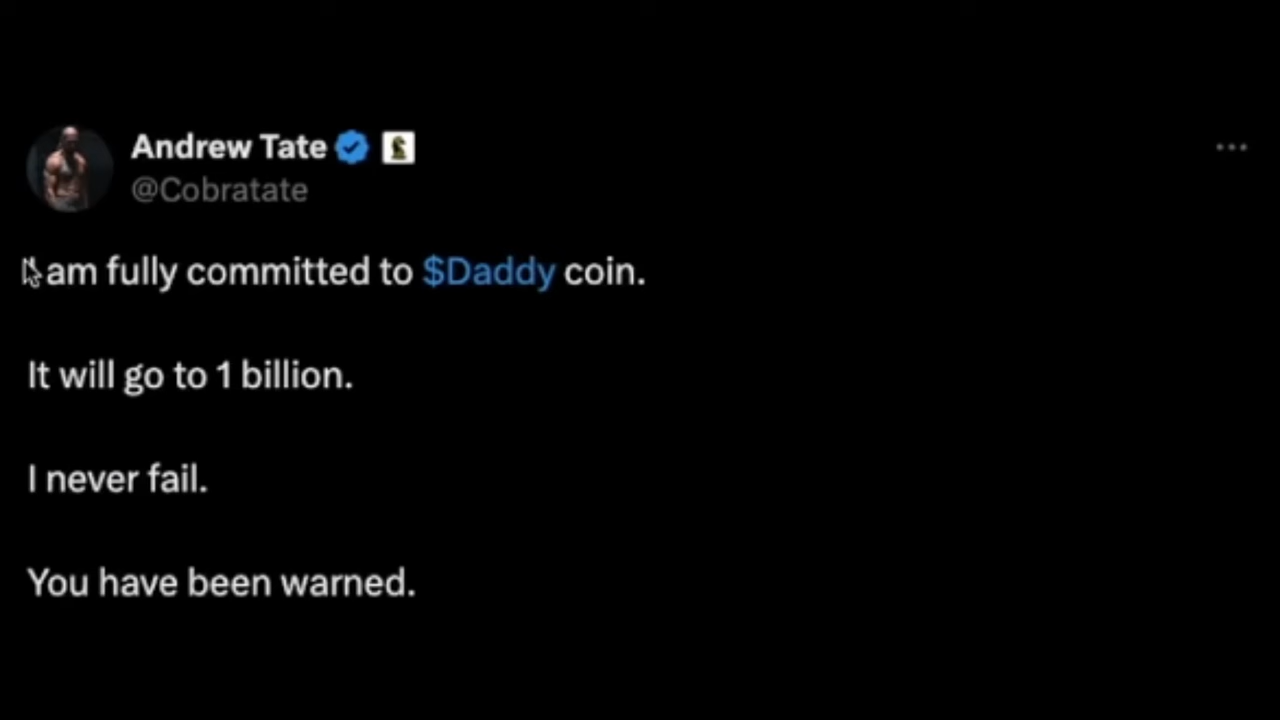 Andrew Tate
@Cobratate
I am fully committed to $Daddy coin.
It will go to 1 billion.
I never fail.
You have been warned.